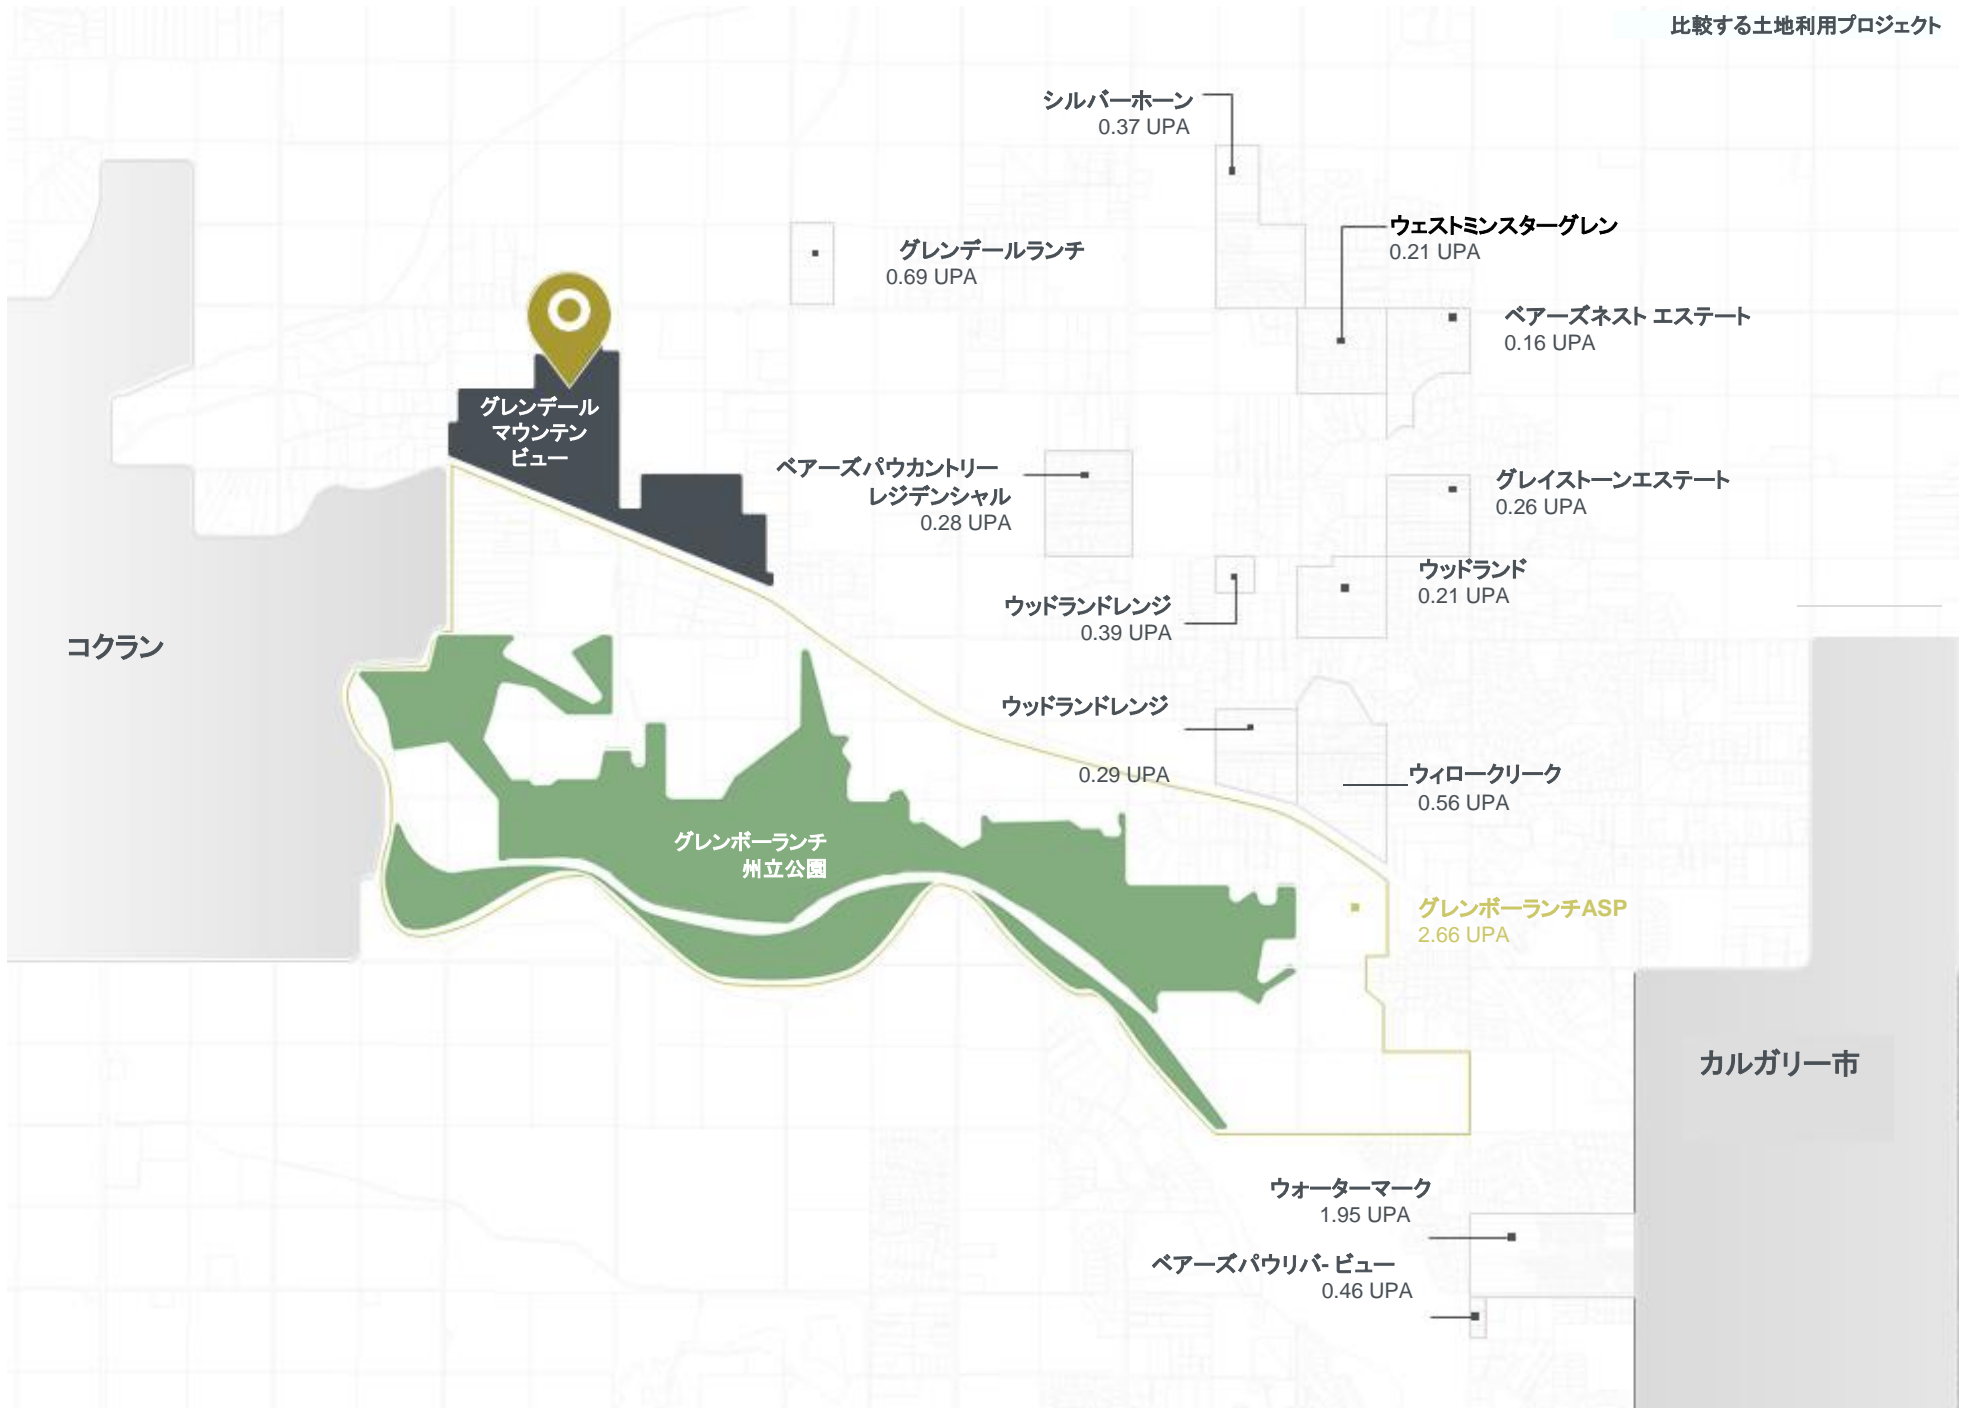 比較する土地利用プロジェクト
シルバーホーン
0.37 UPA
ウェストミンスターグレン
0.21 UPA
グレンデールランチ
0.69 UPA
ベアーズネスト エステート
0.16 UPA
グレンデール
マウンテン
ビュー
ベアーズパウカントリー
レジデンシャル
0.28 UPA
グレイストーンエステート
0.26 UPA
ウッドランド
0.21 UPA
ウッドランドレンジ
0.39 UPA
コクラン
ウッドランドレンジ
0.29 UPA
ウィロークリーク
0.56 UPA
グレンボーランチ
州立公園
グレンボーランチASP
2.66 UPA
カルガリー市
ウォーターマーク
1.95 UPA
ベアーズパウリバ- ビュー
0.46 UPA